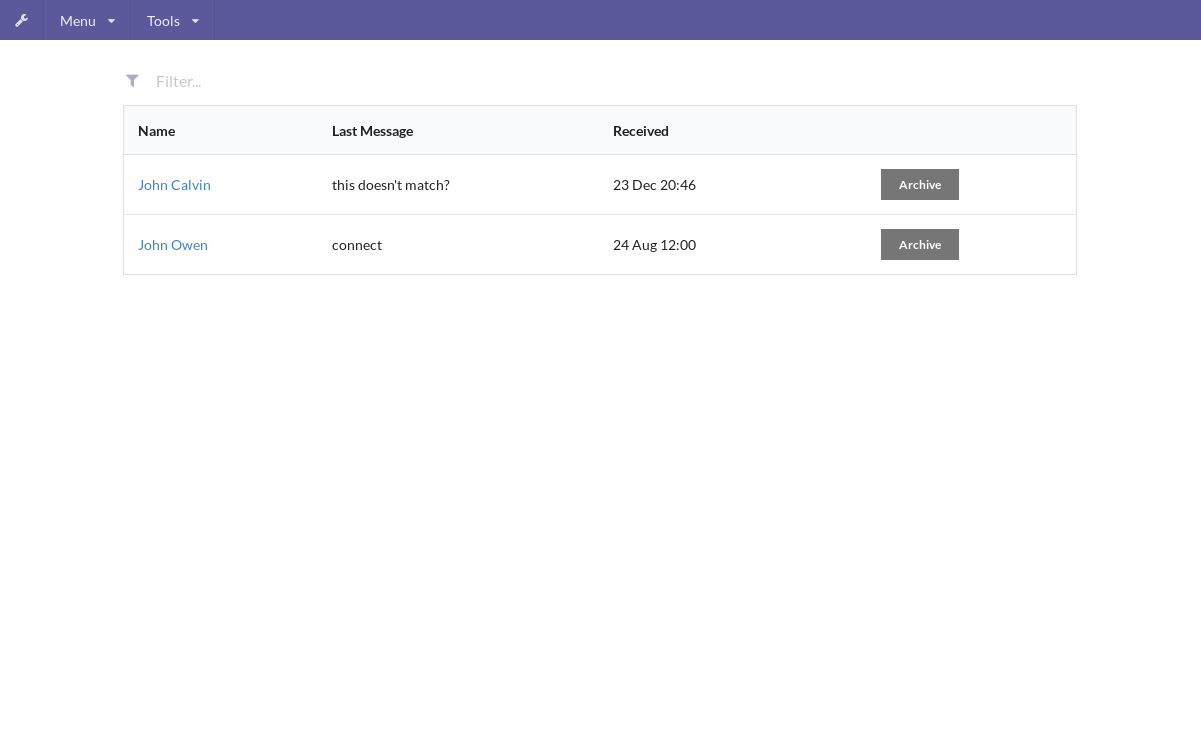 Menu Tools
Filter...
Name Last Message Received
John Calvin this doesn't match? 23 Dec 20:46 Archive
John Owen connect 24 Aug 12:00 Archive